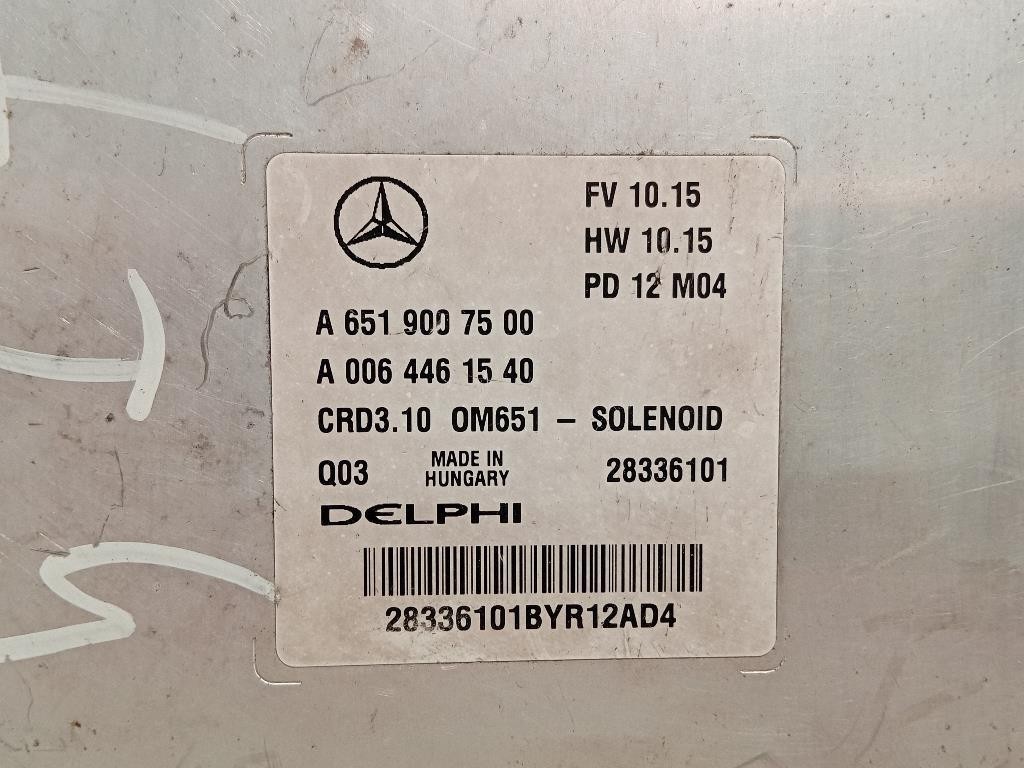 FV 10.15
HW 10.15
PD 12 M04
A 651 900 75 00
A 006 446 15 40
CRD3.10 OM651 – SOLENOID
Q03 MADE IN HUNGARY 28336101
DELPHI
28336101BYR12AD4